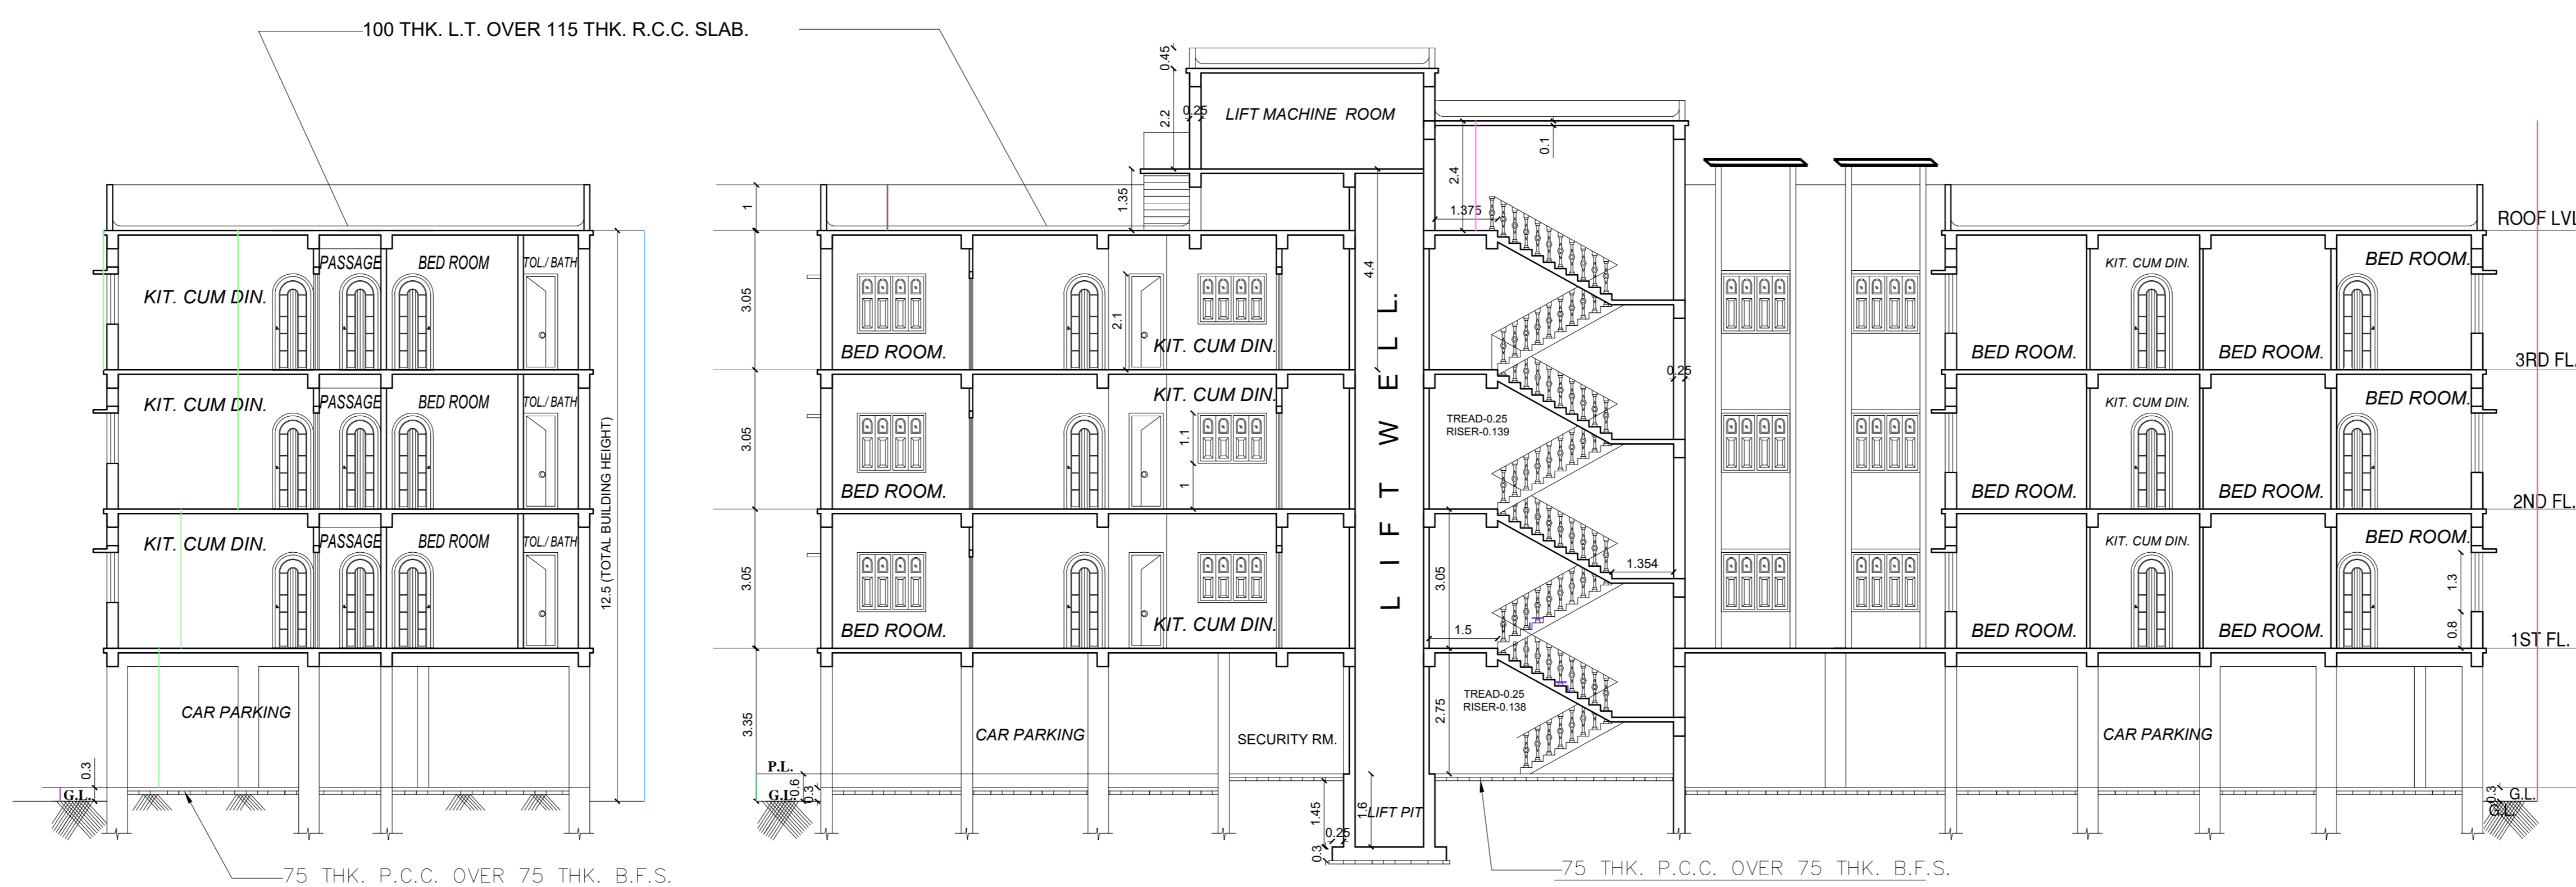 100 THK. L.T. OVER 115 THK. R.C.C. SLAB.
0.45
2.2
0.25
LIFT MACHINE ROOM
0.1
2.4
1.35
1
1.375
ROOF LVL
KIT. CUM DIN.
PASSAGE
BED ROOM
TOL./ BATH
3.05
2.1
4.4
BED ROOM.
KIT. CUM DIN.
KIT. CUM DIN.
BED ROOM.
BED ROOM.
BED ROOM.
3RD FL.
0.25
KIT. CUM DIN.
PASSAGE
BED ROOM
TOL./ BATH
12.5 (TOTAL BUILDING HEIGHT)
3.05
KIT. CUM DIN.
1.1
1
BED ROOM.
LIFT WELL.
TREAD-0.25
RISER-0.139
KIT. CUM DIN.
BED ROOM.
BED ROOM.
BED ROOM.
2ND FL.
KIT. CUM DIN.
PASSAGE
BED ROOM
TOL./ BATH
3.05
BED ROOM.
KIT. CUM DIN.
3.05
1.354
1.5
KIT. CUM DIN.
BED ROOM.
BED ROOM.
BED ROOM.
1.3
0.8
1ST FL.
CAR PARKING
3.35
CAR PARKING
SECURITY RM.
2.75
TREAD-0.25
RISER-0.138
CAR PARKING
0.3
G.L.
P.L.
G.L.
0.6
0.3
1.45
1.6
LIFT PIT
0.25
0.3
0.3
G.L.
G.L.
75 THK. P.C.C. OVER 75 THK. B.F.S.
75 THK. P.C.C. OVER 75 THK. B.F.S.